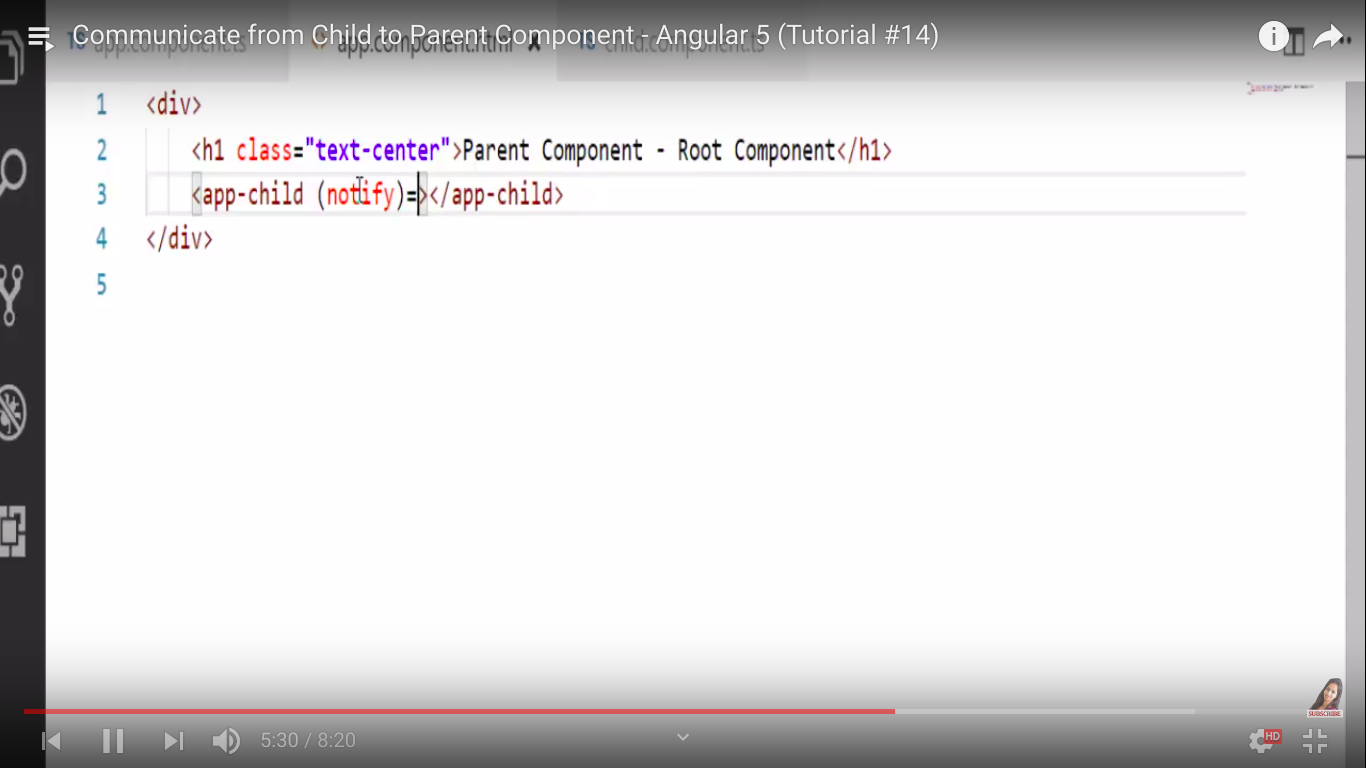 Communicate from Child to Parent Component - Angular 5 (Tutorial #14)
TS app.component.ts <> app.component.html × TS child.component.ts
1 <div>
2 <h1 class="text-center">Parent Component - Root Component</h1>
3 <app-child (notify)=></app-child>
4 </div>
5
SUBSCRIBE
5:30 / 8:20
HD